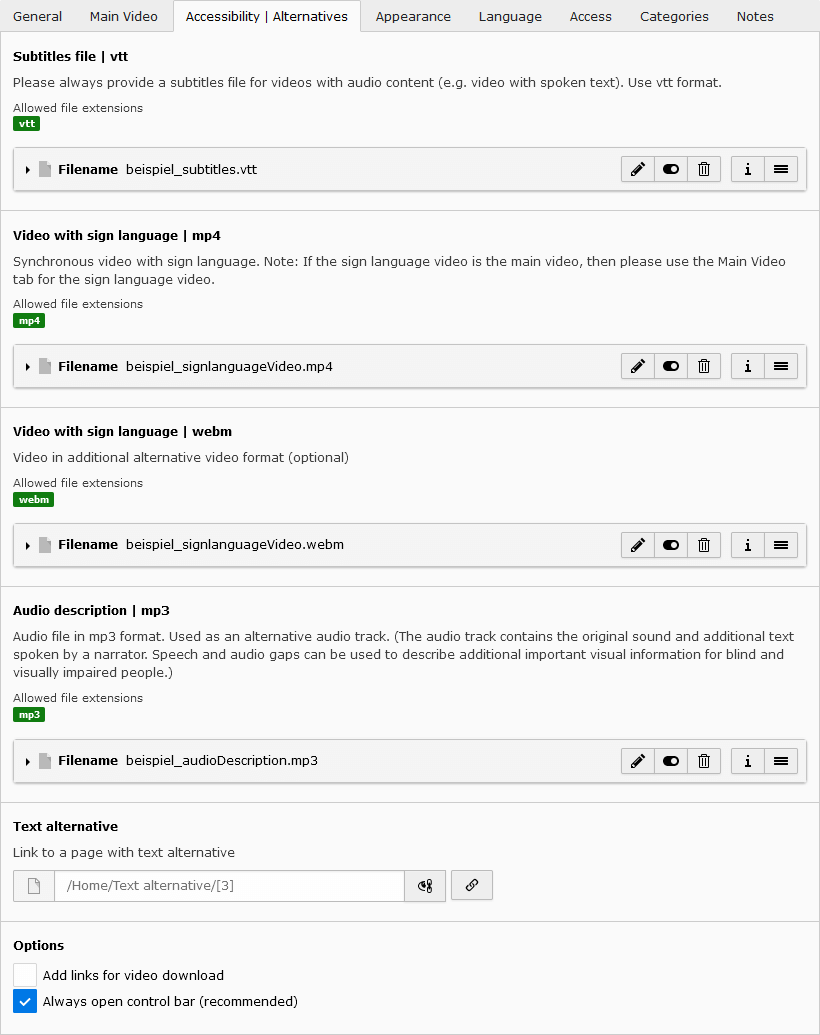 General Main Video Accessibility | Alternatives Appearance Language Access Categories Notes
Subtitles file | vtt
Please always provide a subtitles file for videos with audio content (e.g. video with spoken text). Use vtt format.
Allowed file extensions
vtt
Filename beispiel_subtitles.vtt
Video with sign language | mp4
Synchronous video with sign language. Note: If the sign language video is the main video, then please use the Main Video
tab for the sign language video.
Allowed file extensions
mp4
Filename beispiel_signlanguageVideo.mp4
Video with sign language | webm
Video in additional alternative video format (optional)
Allowed file extensions
webm
Filename beispiel_signlanguageVideo.webm
Audio description | mp3
Audio file in mp3 format. Used as an alternative audio track. (The audio track contains the original sound and additional text
spoken by a narrator. Speech and audio gaps can be used to describe additional important visual information for blind and
visually impaired people.)
Allowed file extensions
mp3
Filename beispiel_audioDescription.mp3
Text alternative
Link to a page with text alternative
/Home/Text alternative/[3]
Options
Add links for video download
Always open control bar (recommended)